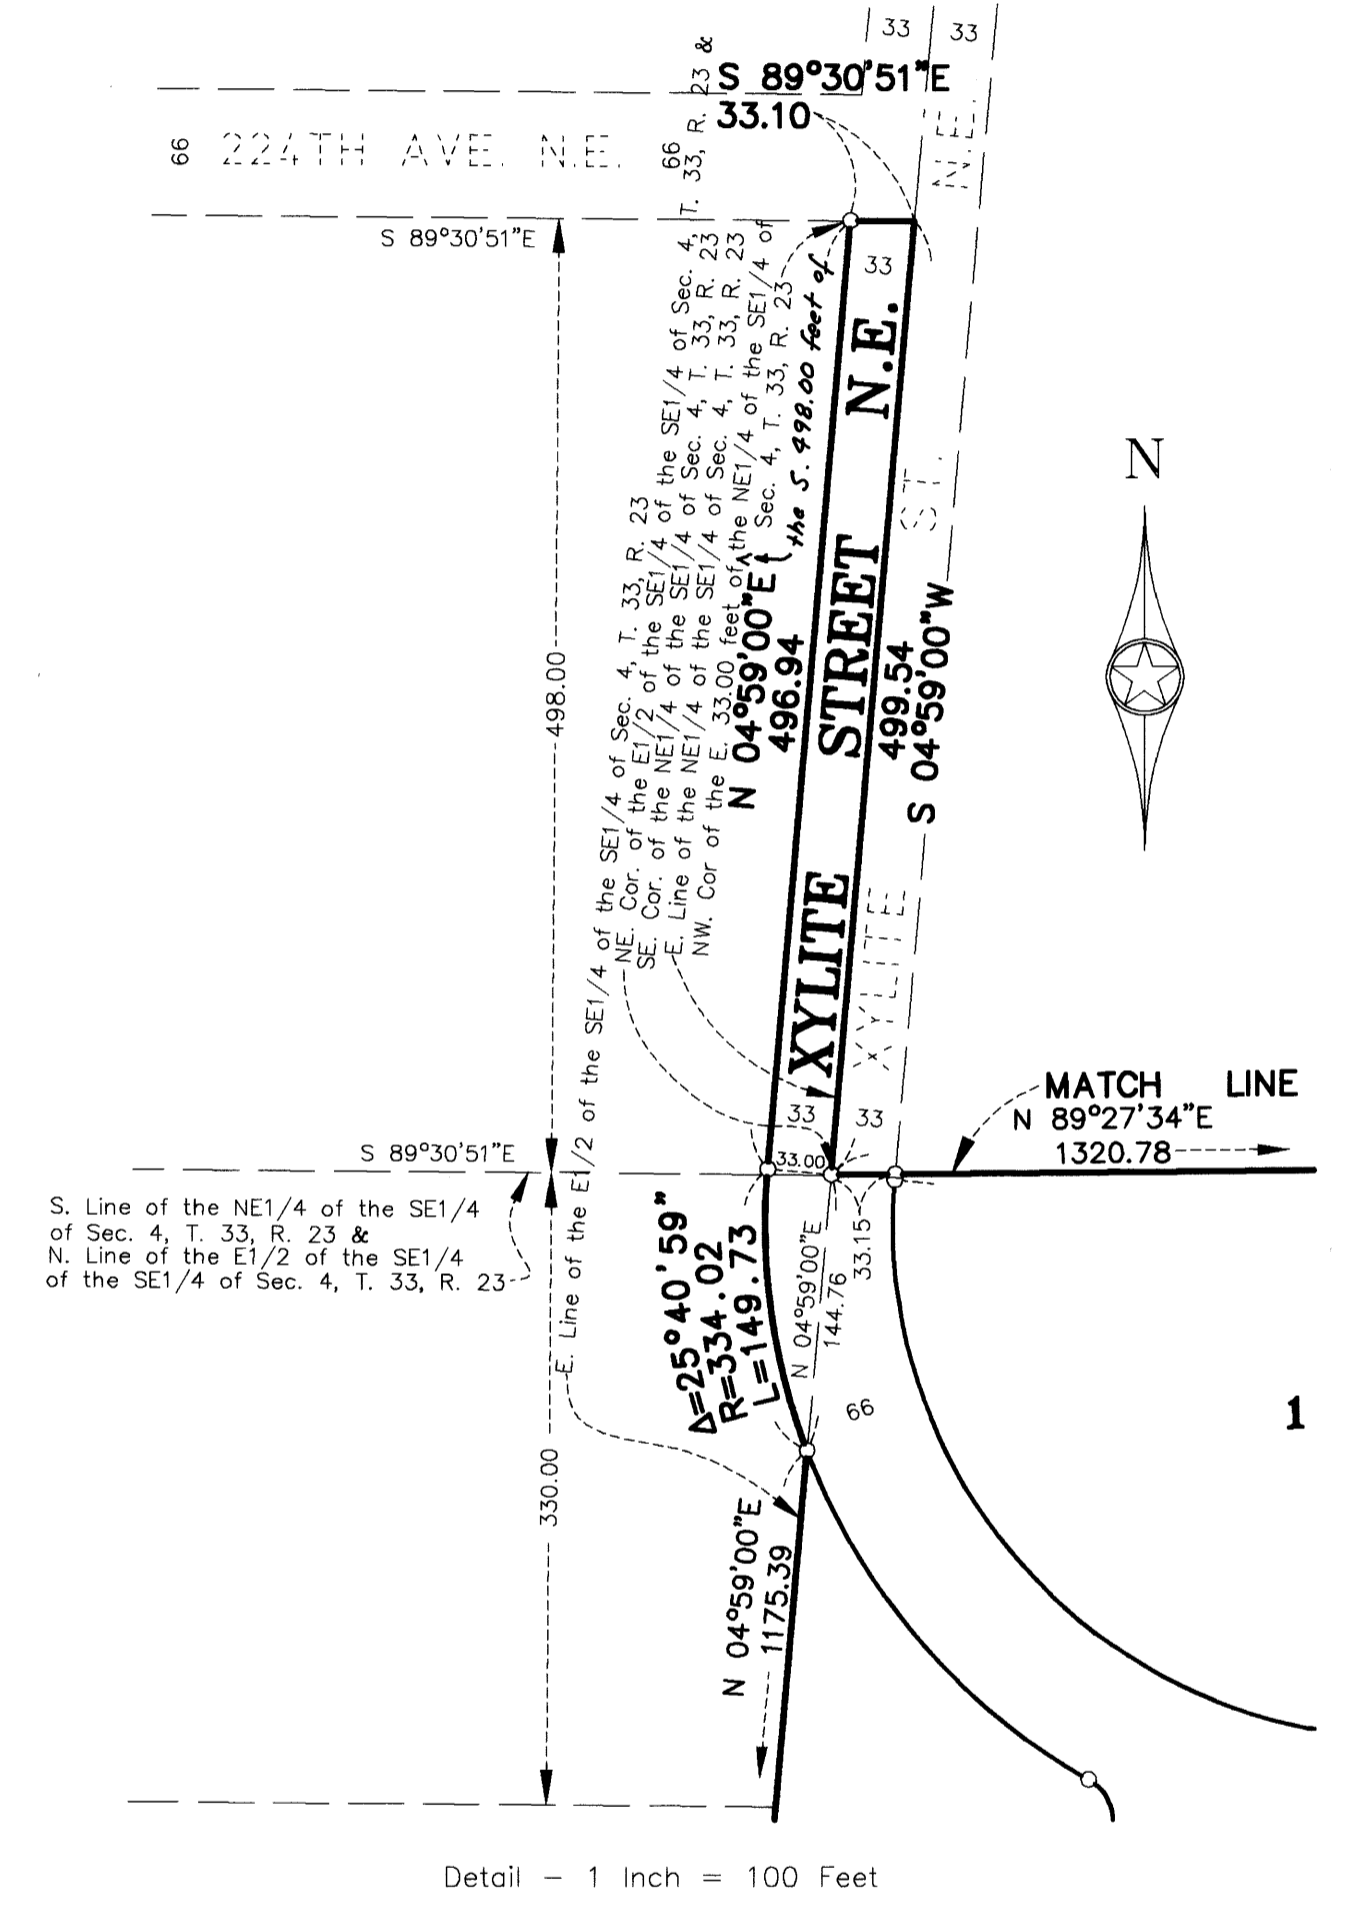 33 33
S 89°30'51"E
33.10
66 224TH AVE. N.E. 66
N.E.
S 89°30'51"E
33
T. 33, R. 23 &
E. Line of the E1/2 of the SE1/4 of the SE1/4 of Sec. 4, T. 33, R. 23
NE. Cor. of the E1/2 of the SE1/4 of the SE1/4 of Sec. 4,
SE. Cor. of the NE1/4 of the SE1/4 of Sec. 4, T. 33, R. 23
E. Line of the NE1/4 of the SE1/4 of Sec. 4, T. 33, R. 23
NW. Cor of the E. 33.00 feet of ^ the NE1/4 of the SE1/4 of
Sec. 4, T. 33, R. 23
the S. 498.00 feet of
N 04°59'00"E
496.94
XYLITE STREET N.E.
499.54
S 04°59'00"W
XYLITE ST.
498.00
N
MATCH LINE
N 89°27'34"E
1320.78
33 33
33.00
S 89°30'51"E
S. Line of the NE1/4 of the SE1/4
of Sec. 4, T. 33, R. 23 &
N. Line of the E1/2 of the SE1/4
of the SE1/4 of Sec. 4, T. 33, R. 23
Δ=25°40'59"
R=334.02
L=149.73
N 04°59'00"E
144.76
33.15
66
1
330.00
N 04°59'00"E
1175.39
Detail - 1 Inch = 100 Feet